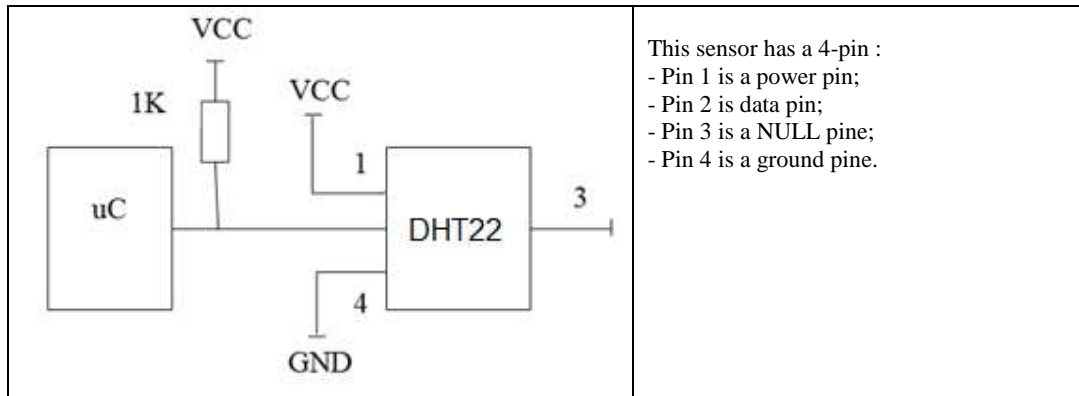 VCC
VCC
1K
1
uC
3
DHT22
4
GND
This sensor has a 4-pin :
- Pin 1 is a power pin;
- Pin 2 is data pin;
- Pin 3 is a NULL pine;
- Pin 4 is a ground pine.